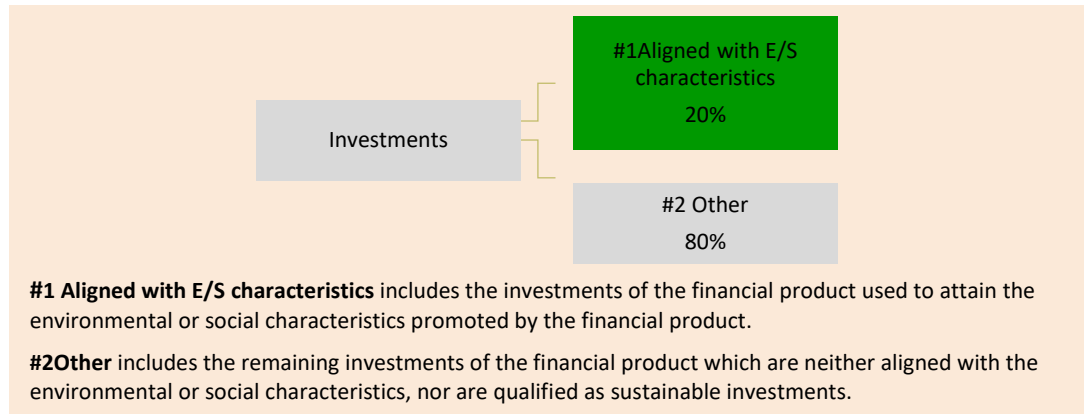 #1Aligned with E/S
characteristics
20%
Investments
#2 Other
80%
#1 Aligned with E/S characteristics includes the investments of the financial product used to attain the
environmental or social characteristics promoted by the financial product.
#2Other includes the remaining investments of the financial product which are neither aligned with the
environmental or social characteristics, nor are qualified as sustainable investments.